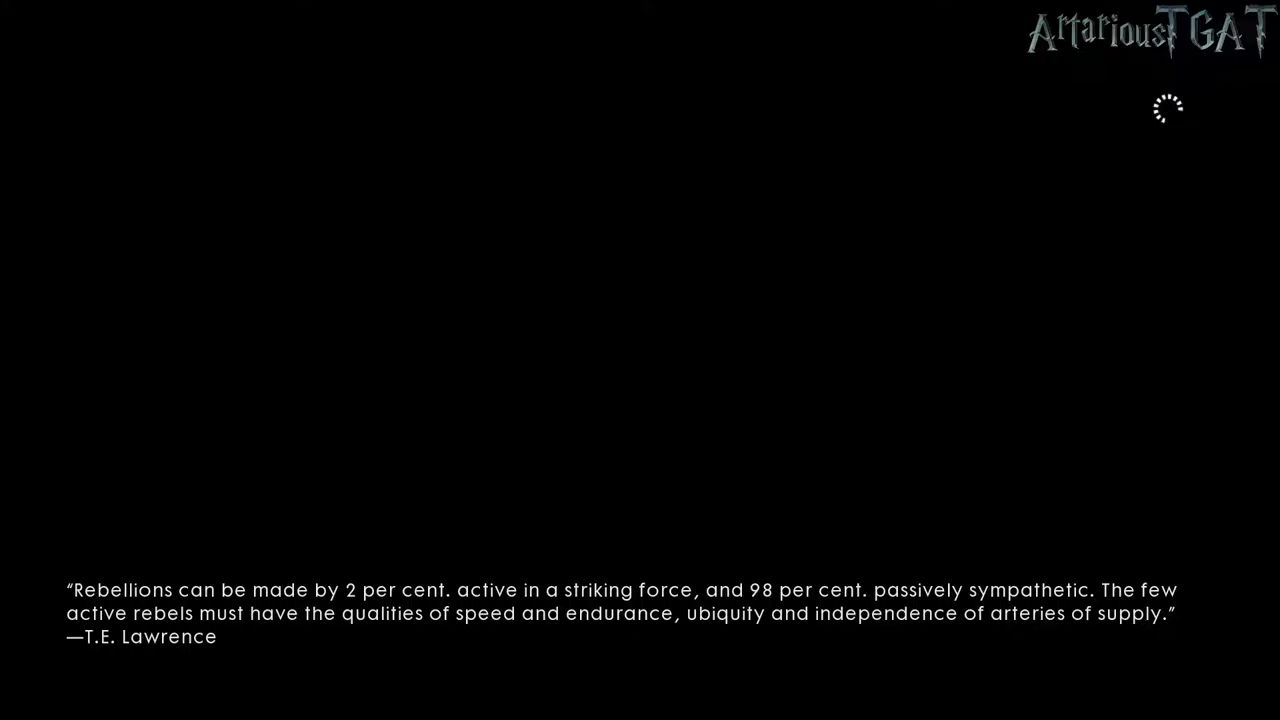 ArtariousTGAT
“Rebellions can be made by 2 per cent. active in a striking force, and 98 per cent. passively sympathetic. The few
active rebels must have the qualities of speed and endurance, ubiquity and independence of arteries of supply.”
—T.E. Lawrence